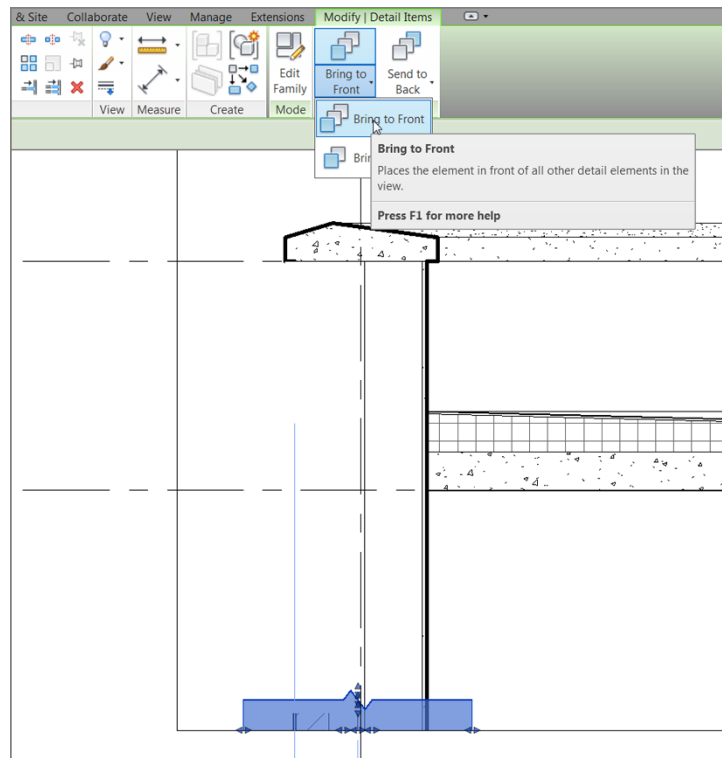 & Site Collaborate View Manage Extensions Modify | Detail Items
Edit
Family
Bring to
Front
Send to
Back
View Measure Create Mode
Bring to Front
Bri
Bring to Front
Places the element in front of all other detail elements in the
view.
Press F1 for more help